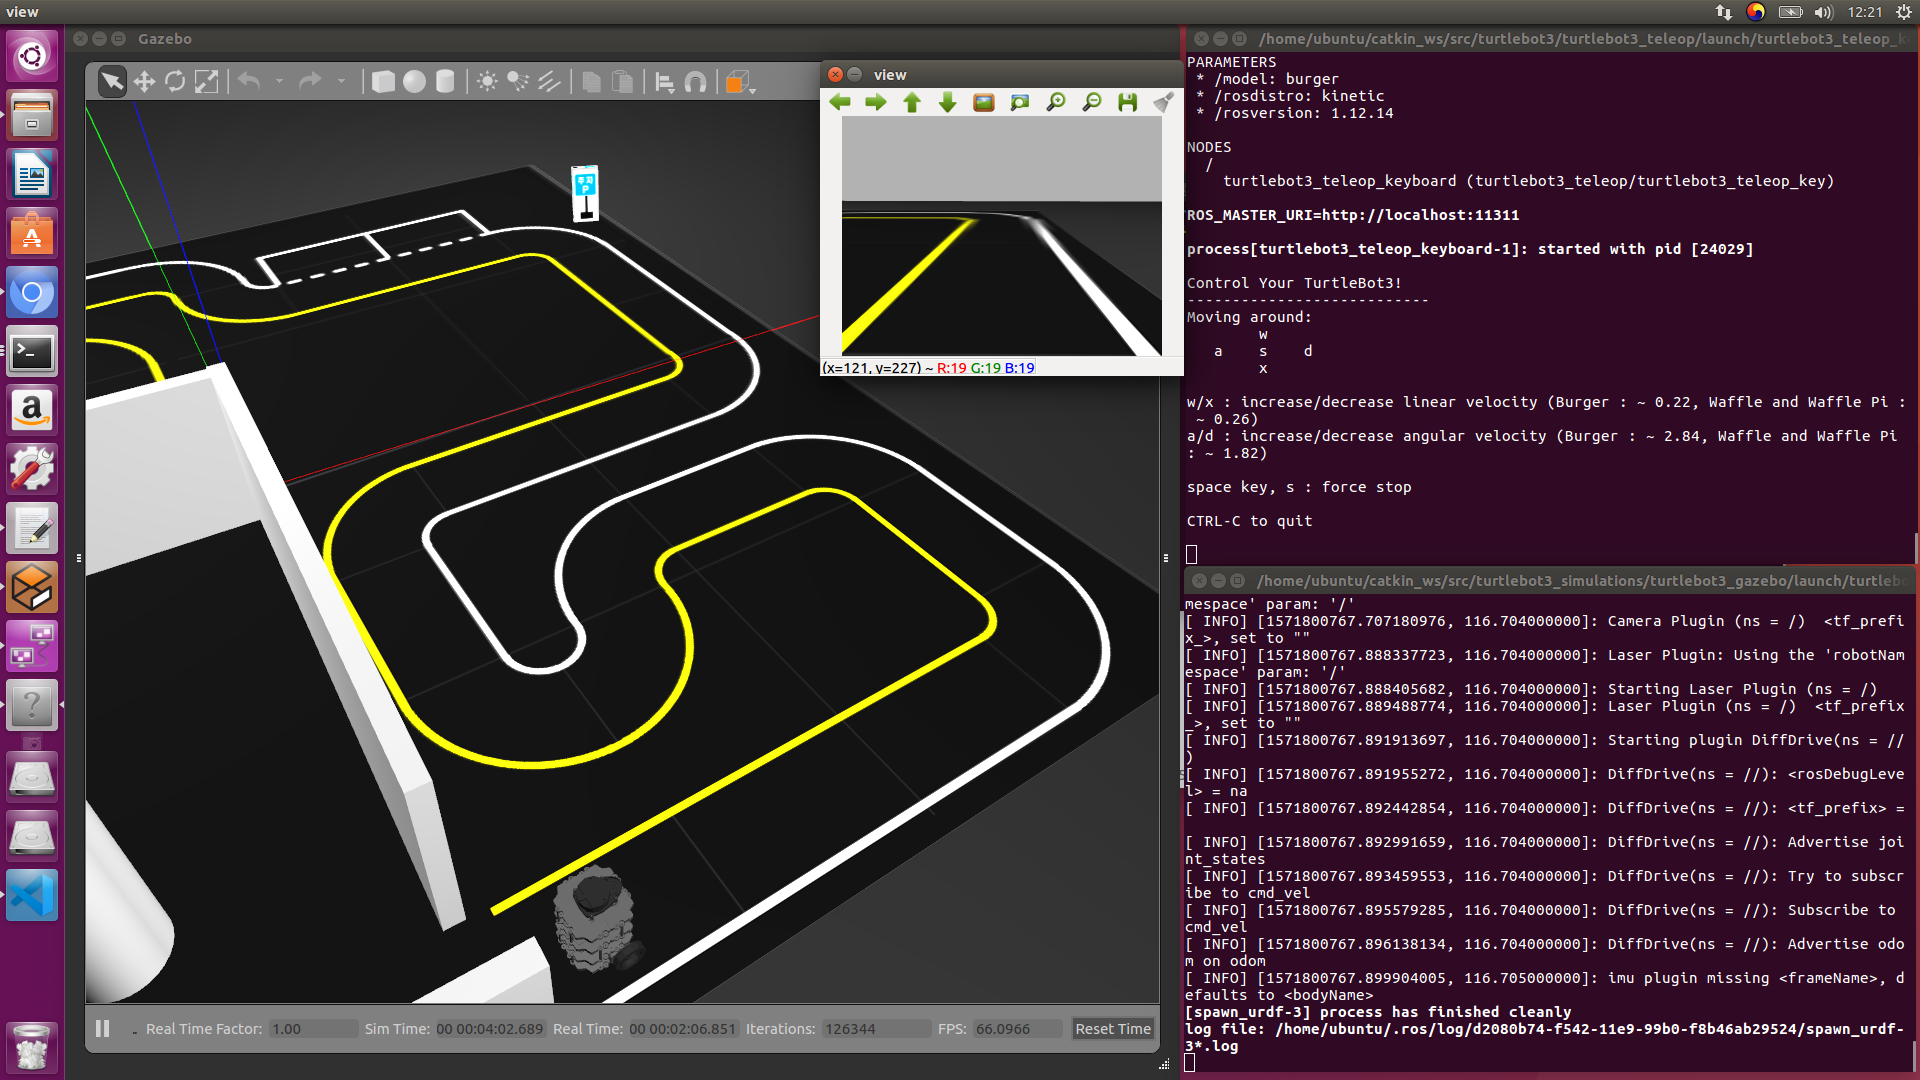 view
12:21
Gazebo
view
(x=121, y=227) ~ R:19 G:19 B:19
P
Real Time Factor: 1.00 Sim Time: 00 00:04:02.689 Real Time: 00 00:02:06.851 Iterations: 126344 FPS: 66.0966 Reset Time
/home/ubuntu/catkin_ws/src/turtlebot3/turtlebot3_teleop/launch/turtlebot3_teleop_k
PARAMETERS
* /model: burger
* /rosdistro: kinetic
* /rosversion: 1.12.14
NODES
/
turtlebot3_teleop_keyboard (turtlebot3_teleop/turtlebot3_teleop_key)
ROS_MASTER_URI=http://localhost:11311
process[turtlebot3_teleop_keyboard-1]: started with pid [24029]
Control Your TurtleBot3!
---------------------------
Moving around:
w
a s d
x
w/x : increase/decrease linear velocity (Burger : ~ 0.22, Waffle and Waffle Pi :
~ 0.26)
a/d : increase/decrease angular velocity (Burger : ~ 2.84, Waffle and Waffle Pi
: ~ 1.82)
space key, s : force stop
CTRL-C to quit
/home/ubuntu/catkin_ws/src/turtlebot3_simulations/turtlebot3_gazebo/launch/turtleb
mespace' param: '/'
[ INFO] [1571800767.707180976, 116.704000000]: Camera Plugin (ns = /) <tf_prefi
x_>, set to ""
[ INFO] [1571800767.888337723, 116.704000000]: Laser Plugin: Using the 'robotNam
espace' param: '/'
[ INFO] [1571800767.888405682, 116.704000000]: Starting Laser Plugin (ns = /)
[ INFO] [1571800767.889488774, 116.704000000]: Laser Plugin (ns = /) <tf_prefix
_>, set to ""
[ INFO] [1571800767.891913697, 116.704000000]: Starting plugin DiffDrive(ns = //
)
[ INFO] [1571800767.891955272, 116.704000000]: DiffDrive(ns = //): <rosDebugLeve
l> = na
[ INFO] [1571800767.892442854, 116.704000000]: DiffDrive(ns = //): <tf_prefix> =
[ INFO] [1571800767.892991659, 116.704000000]: DiffDrive(ns = //): Advertise joi
nt_states
[ INFO] [1571800767.893459553, 116.704000000]: DiffDrive(ns = //): Try to subscr
ibe to cmd_vel
[ INFO] [1571800767.895579285, 116.704000000]: DiffDrive(ns = //): Subscribe to
cmd_vel
[ INFO] [1571800767.896138134, 116.704000000]: DiffDrive(ns = //): Advertise odo
m on odom
[ INFO] [1571800767.899904005, 116.705000000]: imu plugin missing <frameName>, d
efaults to <bodyName>
[spawn_urdf-3] process has finished cleanly
log file: /home/ubuntu/.ros/log/d2080b74-f542-11e9-99b0-f8b46ab29524/spawn_urdf-
3*.log